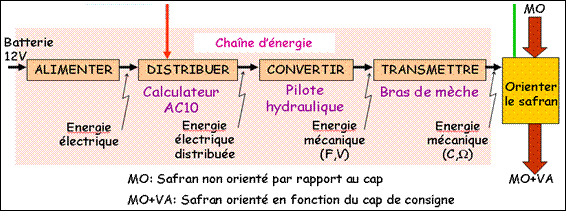 Chaîne d'énergie
MO
Batterie
12V
ALIMENTER
DISTRIBUER
CONVERTIR
TRANSMETTRE
Orienter
le safran
Calculateur
AC10
Pilote
hydraulique
Bras de mèche
Energie
électrique
Energie
électrique
distribuée
Energie
mécanique
(F,V)
Energie
mécanique
(C,Ω)
MO+VA
MO: Safran non orienté par rapport au cap
MO+VA: Safran orienté en fonction du cap de consigne